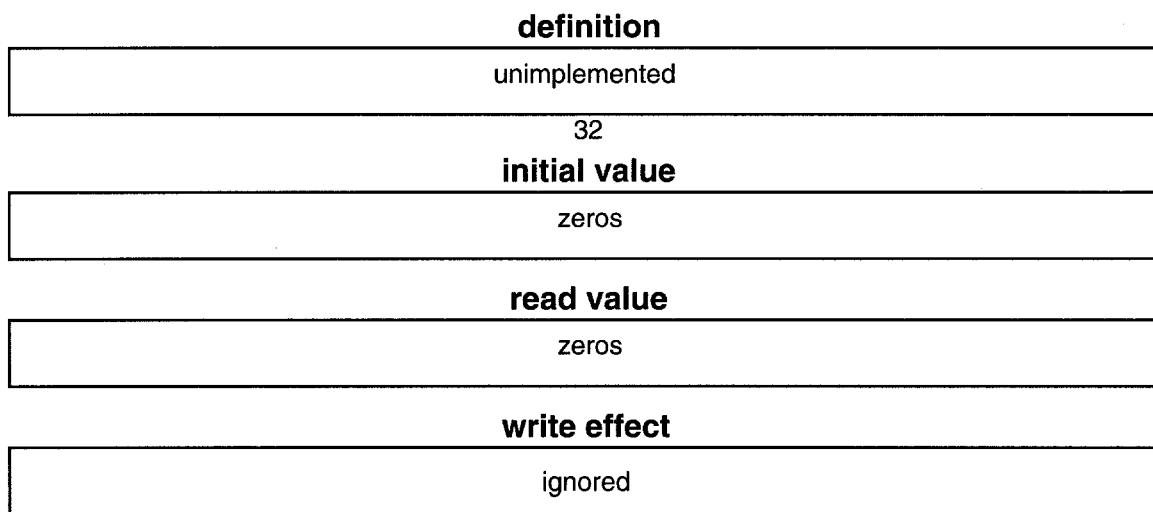 definition
unimplemented
32
initial value
zeros
read value
zeros
write effect
ignored